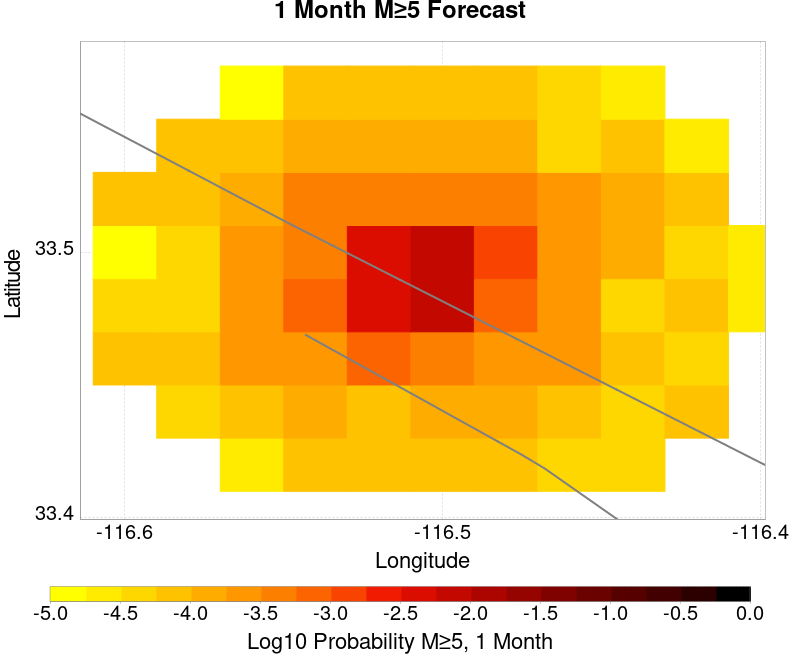 1 Month M≥5 Forecast
Latitude
33.5
33.4
-116.6 -116.5 -116.4
Longitude
-5.0 -4.5 -4.0 -3.5 -3.0 -2.5 -2.0 -1.5 -1.0 -0.5 0.0
Log10 Probability M≥5, 1 Month